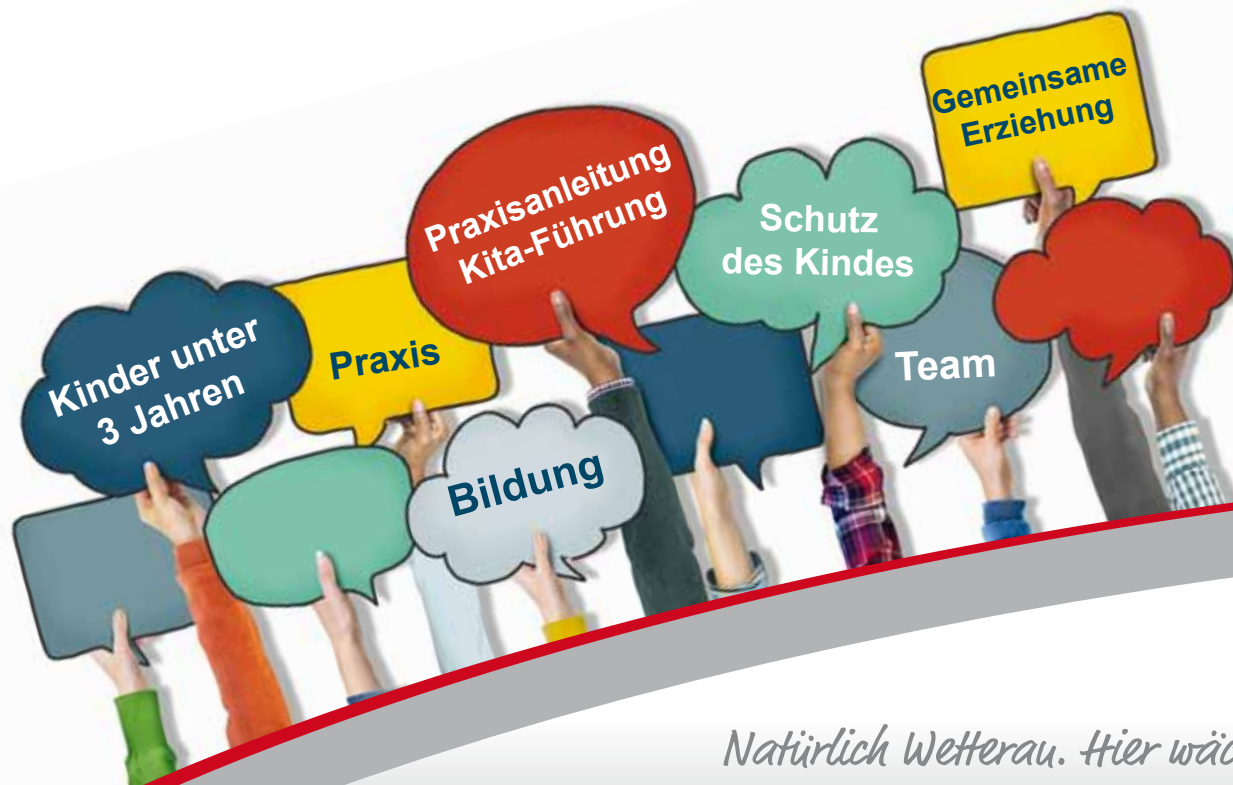 Gemeinsame
Erziehung
Praxisanleitung
Kita-Führung
Schutz
des Kindes
Kinder unter
3 Jahren
Praxis
Team
Bildung
Natürlich Wetterau. Hier